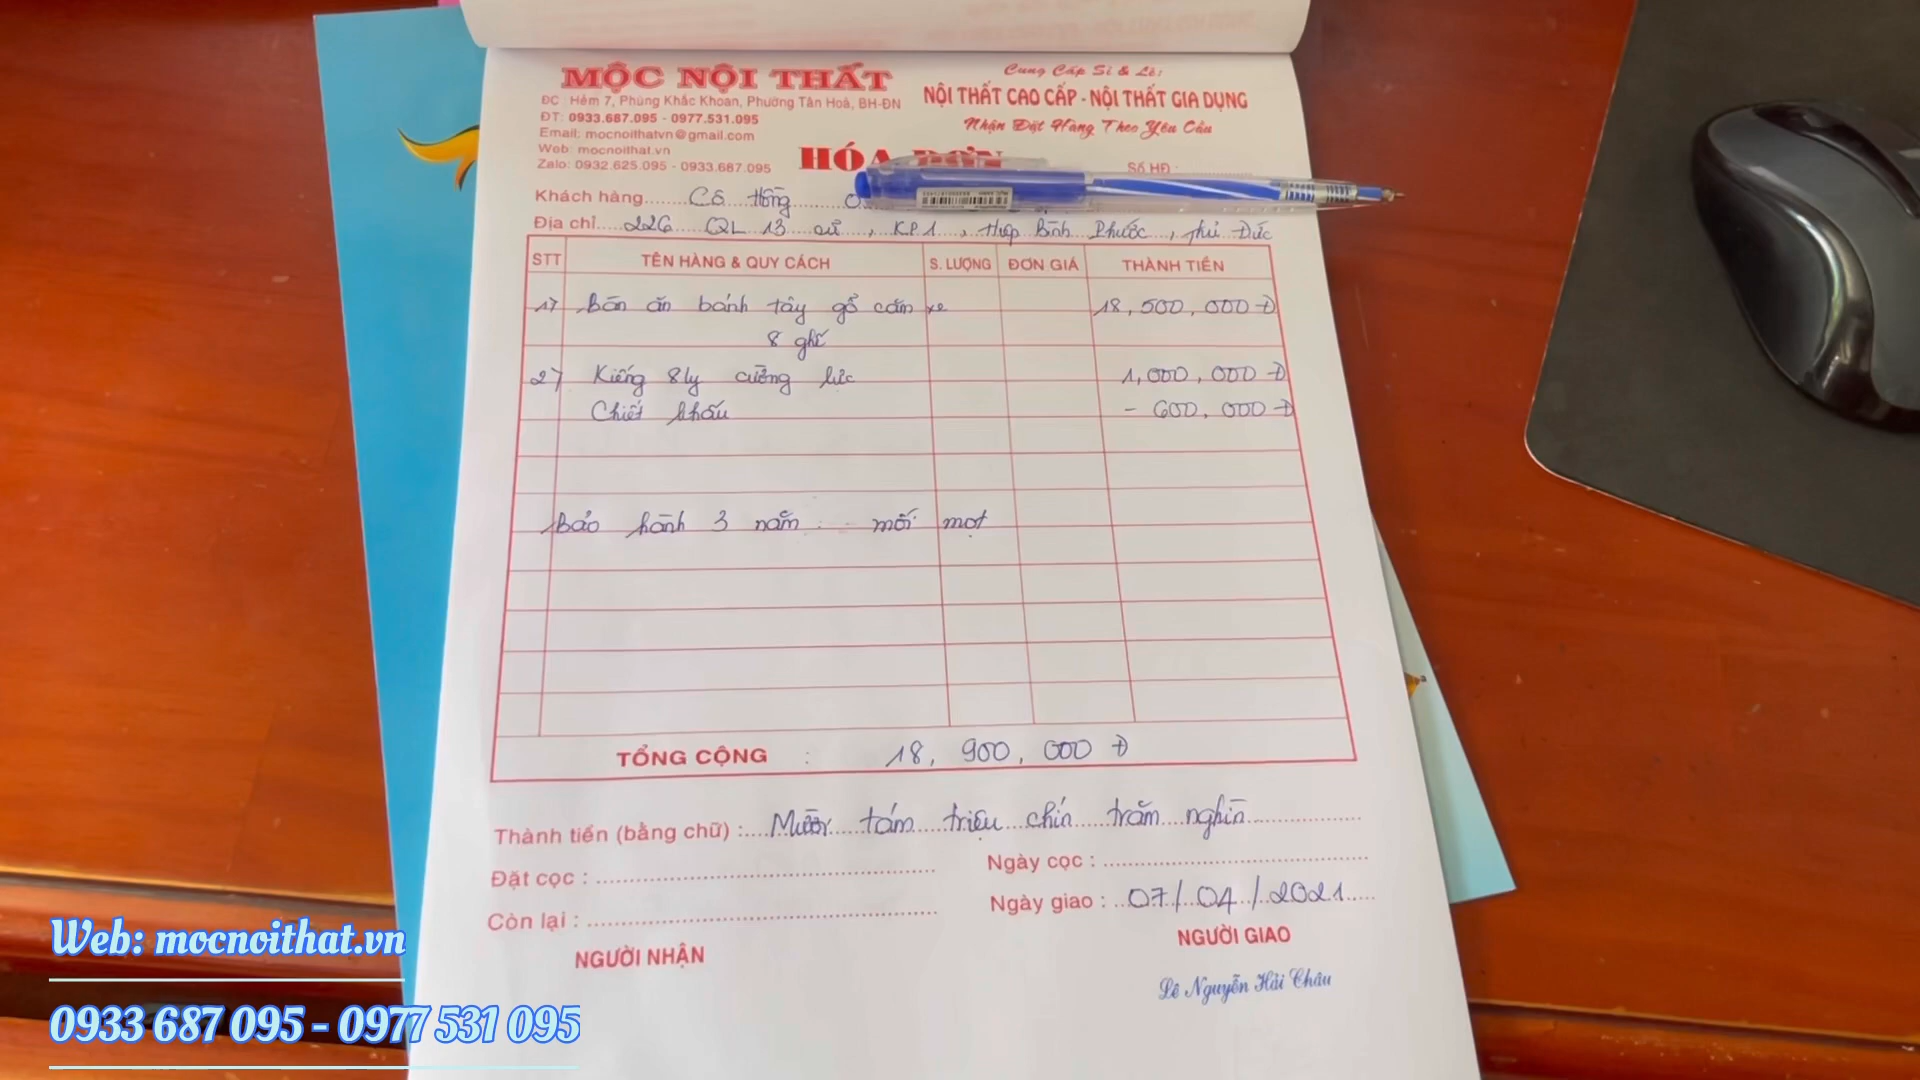 MỘC NỘI THẤT
ĐC : Hẻm 7, Phùng Khắc Khoan, Phường Tân Hoà, BH-ĐN
ĐT: 0933.687.095 - 0977.531.095
Email: mocnoithatvn@gmail.com
Web: mocnoithat.vn
Zalo: 0932.625.095 - 0933.687.095
Cung Cấp Sỉ & Lẻ:
NỘI THẤT CAO CẤP - NỘI THẤT GIA DỤNG
Nhận Đặt Hàng Theo Yêu Cầu
HÓA ĐƠN
Số HĐ :
Khách hàng Cô Hồng
Địa chỉ 226 QL 13 cũ , KP1 , Hiệp Bình Phước , Thủ Đức
STT TÊN HÀNG & QUY CÁCH S. LƯỢNG ĐƠN GIÁ THÀNH TIỀN
1) Bàn ăn bánh tây gỗ căm xe 18,500,000 Đ
8 ghế
2) Kiếng 8ly cường lực 1,000,000 Đ
Chiết khấu - 600,000 Đ
Bảo hành 3 năm : mối mọt
TỔNG CỘNG : 18,900,000 Đ
Thành tiền (bằng chữ) : Mười tám triệu chín trăm nghìn
Đặt cọc :
Ngày cọc :
Còn lại :
Ngày giao : 07/04/2021
NGƯỜI NHẬN
NGƯỜI GIAO
Lê Nguyễn Hải Châu
Web: mocnoithat.vn
0933 687 095 - 0977 531 095